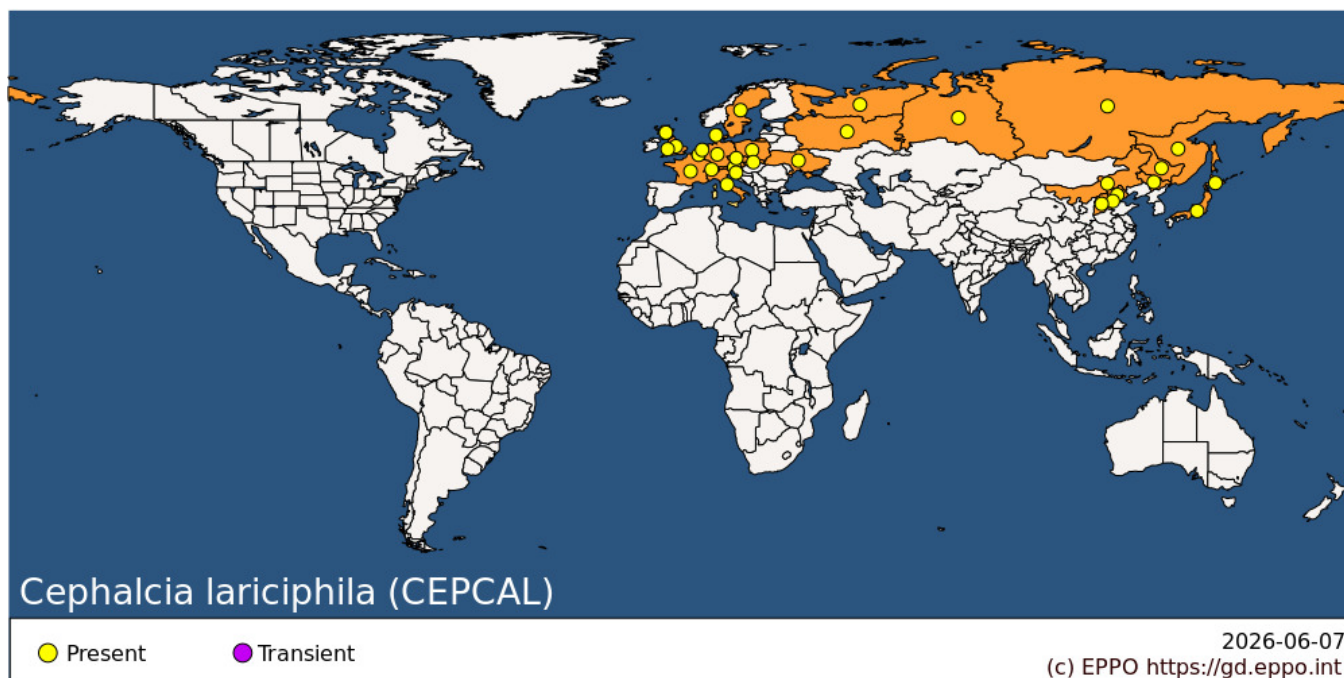 Cephalcia lariciphila (CEPCAL)
Present
Transient
2026-06-07
(c) EPPO https://gd.eppo.int